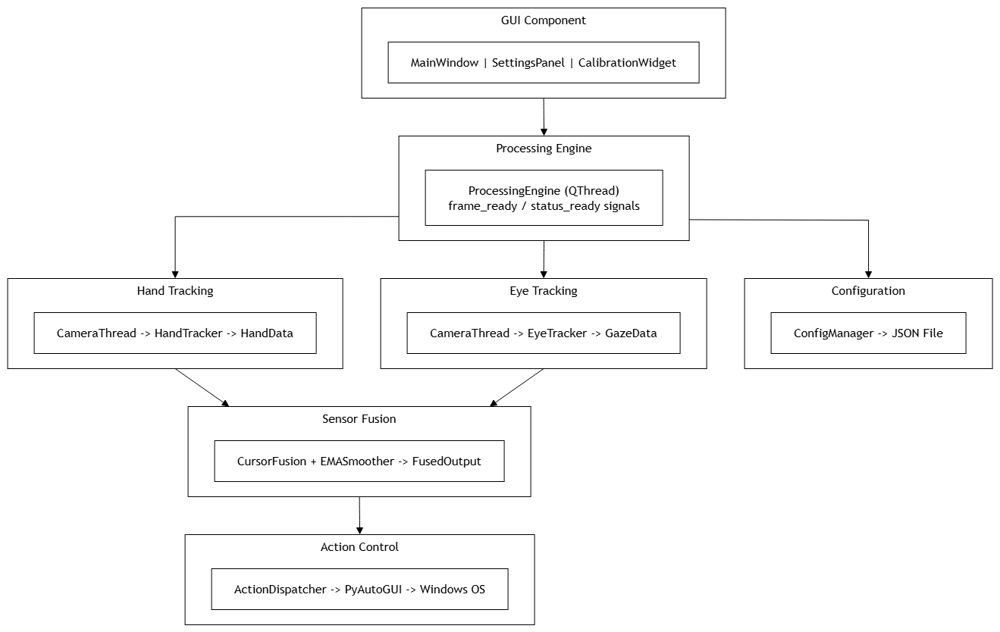 GUI Component
MainWindow | SettingsPanel | CalibrationWidget
Processing Engine
ProcessingEngine (QThread)
frame_ready / status_ready signals
Hand Tracking
CameraThread -> HandTracker -> HandData
Eye Tracking
CameraThread -> EyeTracker -> GazeData
Configuration
ConfigManager -> JSON File
Sensor Fusion
CursorFusion + EMASmoother -> FusedOutput
Action Control
ActionDispatcher -> PyAutoGUI -> Windows OS